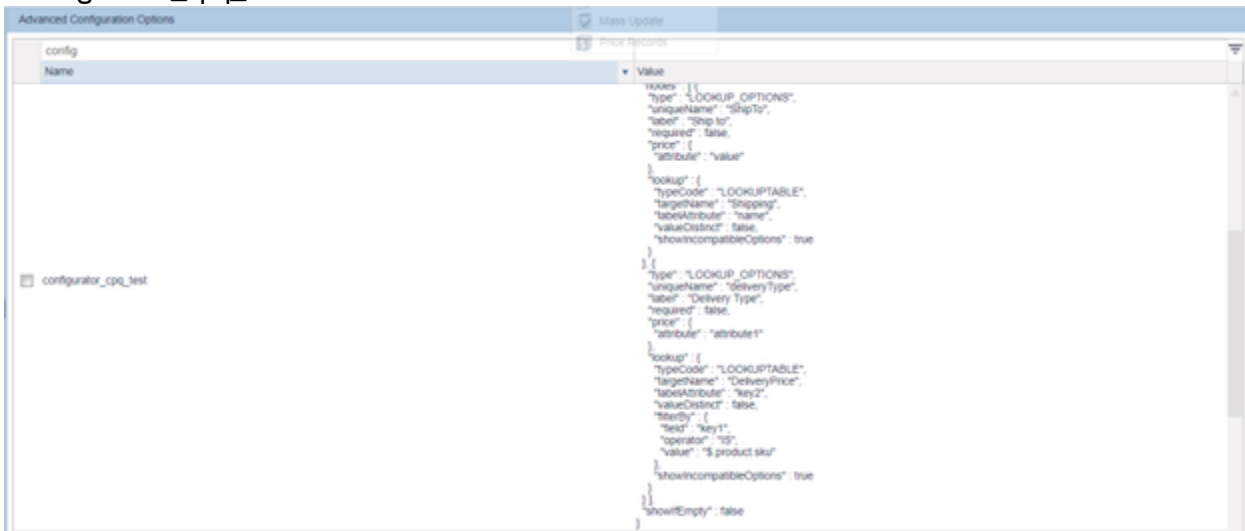 Advanced Configuration Options
Mass Update
Price Records
config
Name
Value
"nodes" : [ {
"type" : "LOOKUP_OPTIONS",
"uniqueName" : "ShipTo",
"label" : "Ship to",
"required" : false,
"price" : {
"attribute" : "value"
},
"lookup" : {
"typeCode" : "LOOKUPTABLE",
"targetName" : "Shipping",
"labelAttribute" : "name",
"valueDistinct" : false,
"showIncompatibleOptions" : true
}
}, {
configurator_cpq_test
"type" : "LOOKUP_OPTIONS",
"uniqueName" : "deliveryType",
"label" : "Delivery Type",
"required" : false,
"price" : {
"attribute" : "attribute1"
},
"lookup" : {
"typeCode" : "LOOKUPTABLE",
"targetName" : "DeliveryPrice",
"labelAttribute" : "key2",
"valueDistinct" : false,
"filterBy" : {
"field" : "key1",
"operator" : "IS",
"value" : "$.product.sku"
},
"showIncompatibleOptions" : true
}
} ],
"showIfEmpty" : false
}